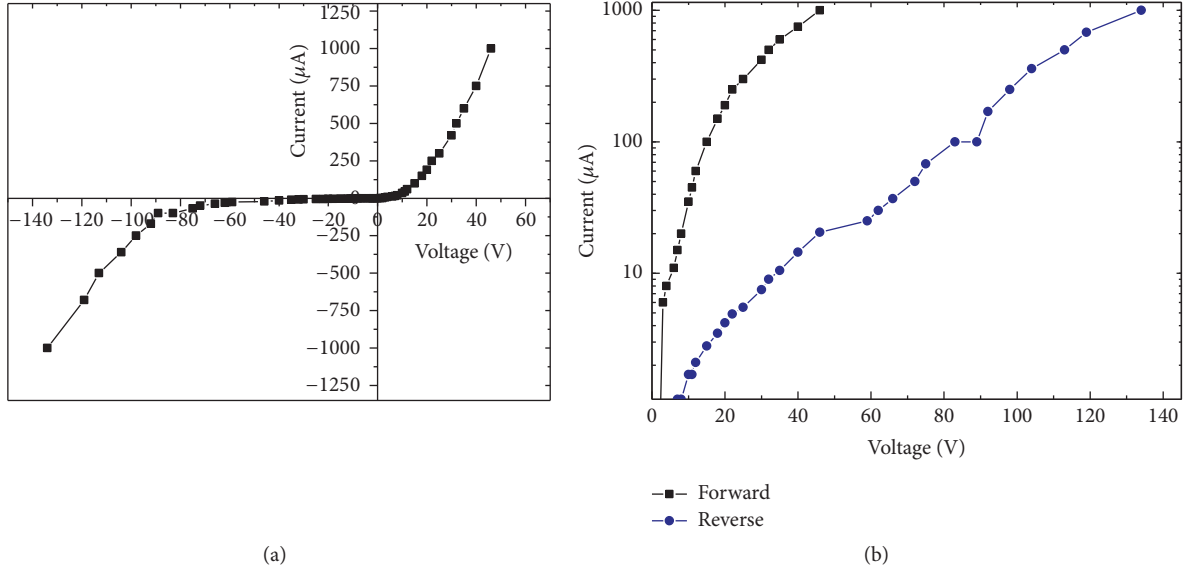 1000
750
500
250
0
−250
−500
−750
−1000
−1250
Current (μA)
−140 −120 −100 −80 −60 −40 −20 0 20 40 60
Voltage (V)
(a)
1000
100
10
Current (μA)
0 20 40 60 80 100 120 140
Voltage (V)
Forward
Reverse
(b)